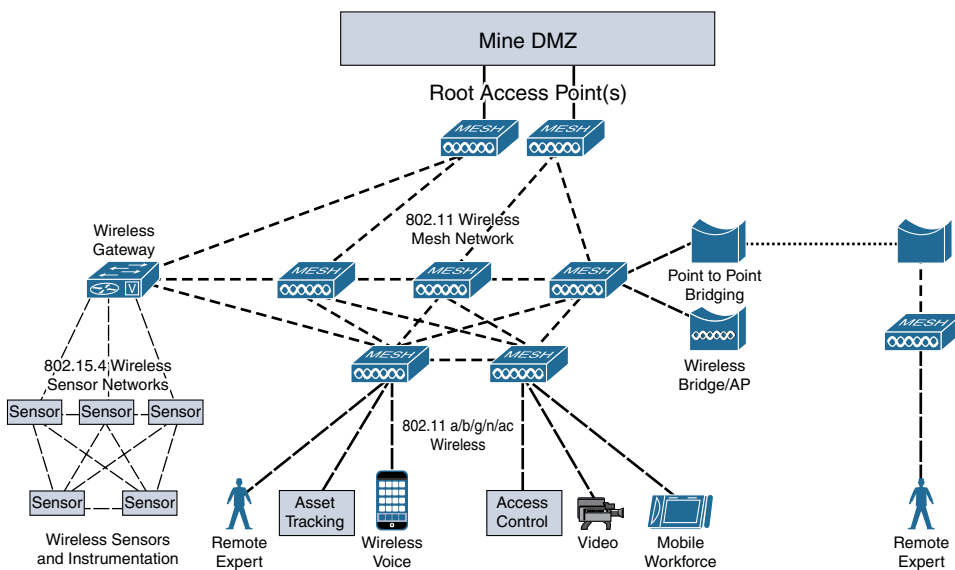 Mine DMZ
Root Access Point(s)
MESH
MESH
802.11 Wireless
Mesh Network
Wireless
Gateway
V
MESH
MESH
MESH
Point to Point
Bridging
MESH
Wireless
Bridge/AP
MESH
MESH
802.15.4 Wireless
Sensor Networks
Sensor
Sensor
Sensor
802.11 a/b/g/n/ac
Wireless
Sensor
Sensor
Asset
Tracking
Access
Control
Wireless Sensors
and Instrumentation
Remote
Expert
Wireless
Voice
Video
Mobile
Workforce
Remote
Expert